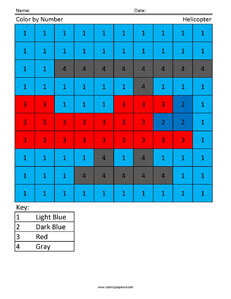 Name: Date:
Color by Number Helicopter
1 1 1 1 1 1 1 1 1 1
1 1 1 1 1 1 1 1 1 1
1 1 4 4 4 4 4 4 4 1
1 1 1 1 1 1 4 1 1 1
3 3 1 1 1 3 3 3 2 1
3 3 3 3 3 3 3 2 2 1
3 3 3 3 3 3 3 3 3 1
1 1 1 1 4 1 4 1 1 1
1 1 1 4 4 4 4 4 1 1
1 1 1 1 1 1 1 1 1 1
Key:
1 Light Blue
2 Dark Blue
3 Red
4 Gray